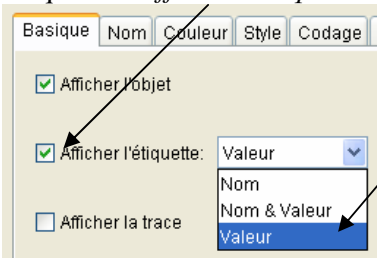 Basique Nom Couleur Style Codage
Afficher l'objet
Afficher l'étiquette: Valeur
Nom
Nom & Valeur
Afficher la trace
Valeur